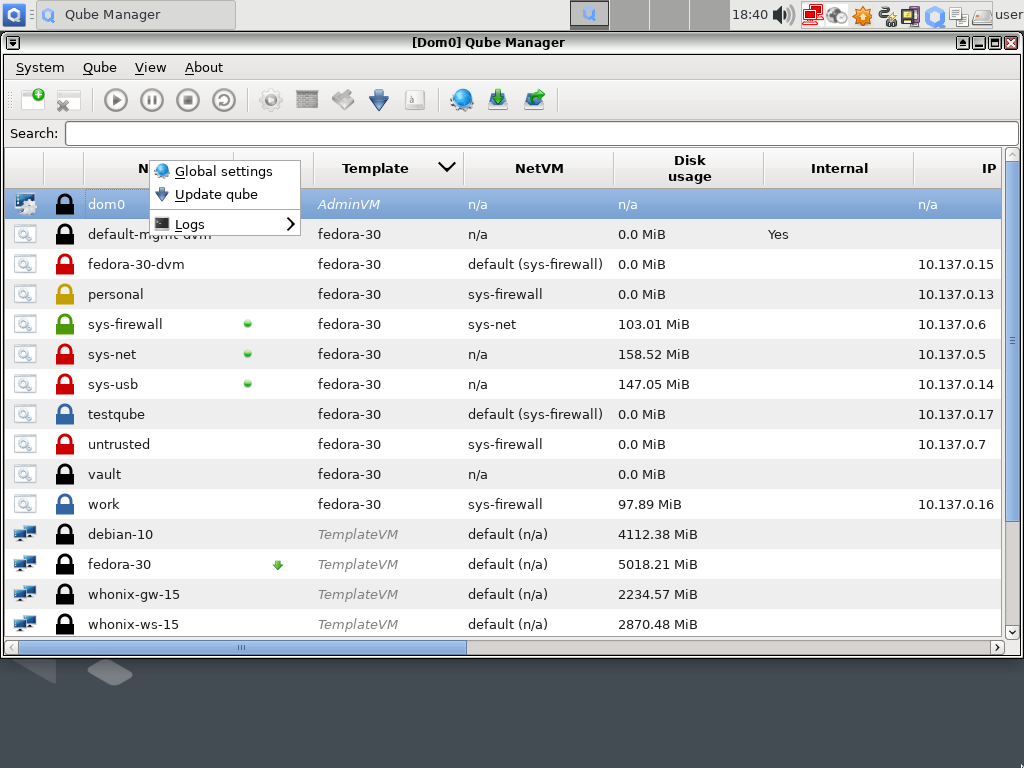 Qube Manager 18:40 user
[Dom0] Qube Manager
System Qube View About
a
Search:
N Template NetVM Disk usage Internal IP
Global settings
Update qube
Logs
dom0 AdminVM n/a n/a n/a
default-mgmt-dvm fedora-30 n/a 0.0 MiB Yes
fedora-30-dvm fedora-30 default (sys-firewall) 0.0 MiB 10.137.0.15
personal fedora-30 sys-firewall 0.0 MiB 10.137.0.13
sys-firewall fedora-30 sys-net 103.01 MiB 10.137.0.6
sys-net fedora-30 n/a 158.52 MiB 10.137.0.5
sys-usb fedora-30 n/a 147.05 MiB 10.137.0.14
testqube fedora-30 default (sys-firewall) 0.0 MiB 10.137.0.17
untrusted fedora-30 sys-firewall 0.0 MiB 10.137.0.7
vault fedora-30 n/a 0.0 MiB
work fedora-30 sys-firewall 97.89 MiB 10.137.0.16
debian-10 TemplateVM default (n/a) 4112.38 MiB
fedora-30 TemplateVM default (n/a) 5018.21 MiB
whonix-gw-15 TemplateVM default (n/a) 2234.57 MiB
whonix-ws-15 TemplateVM default (n/a) 2870.48 MiB